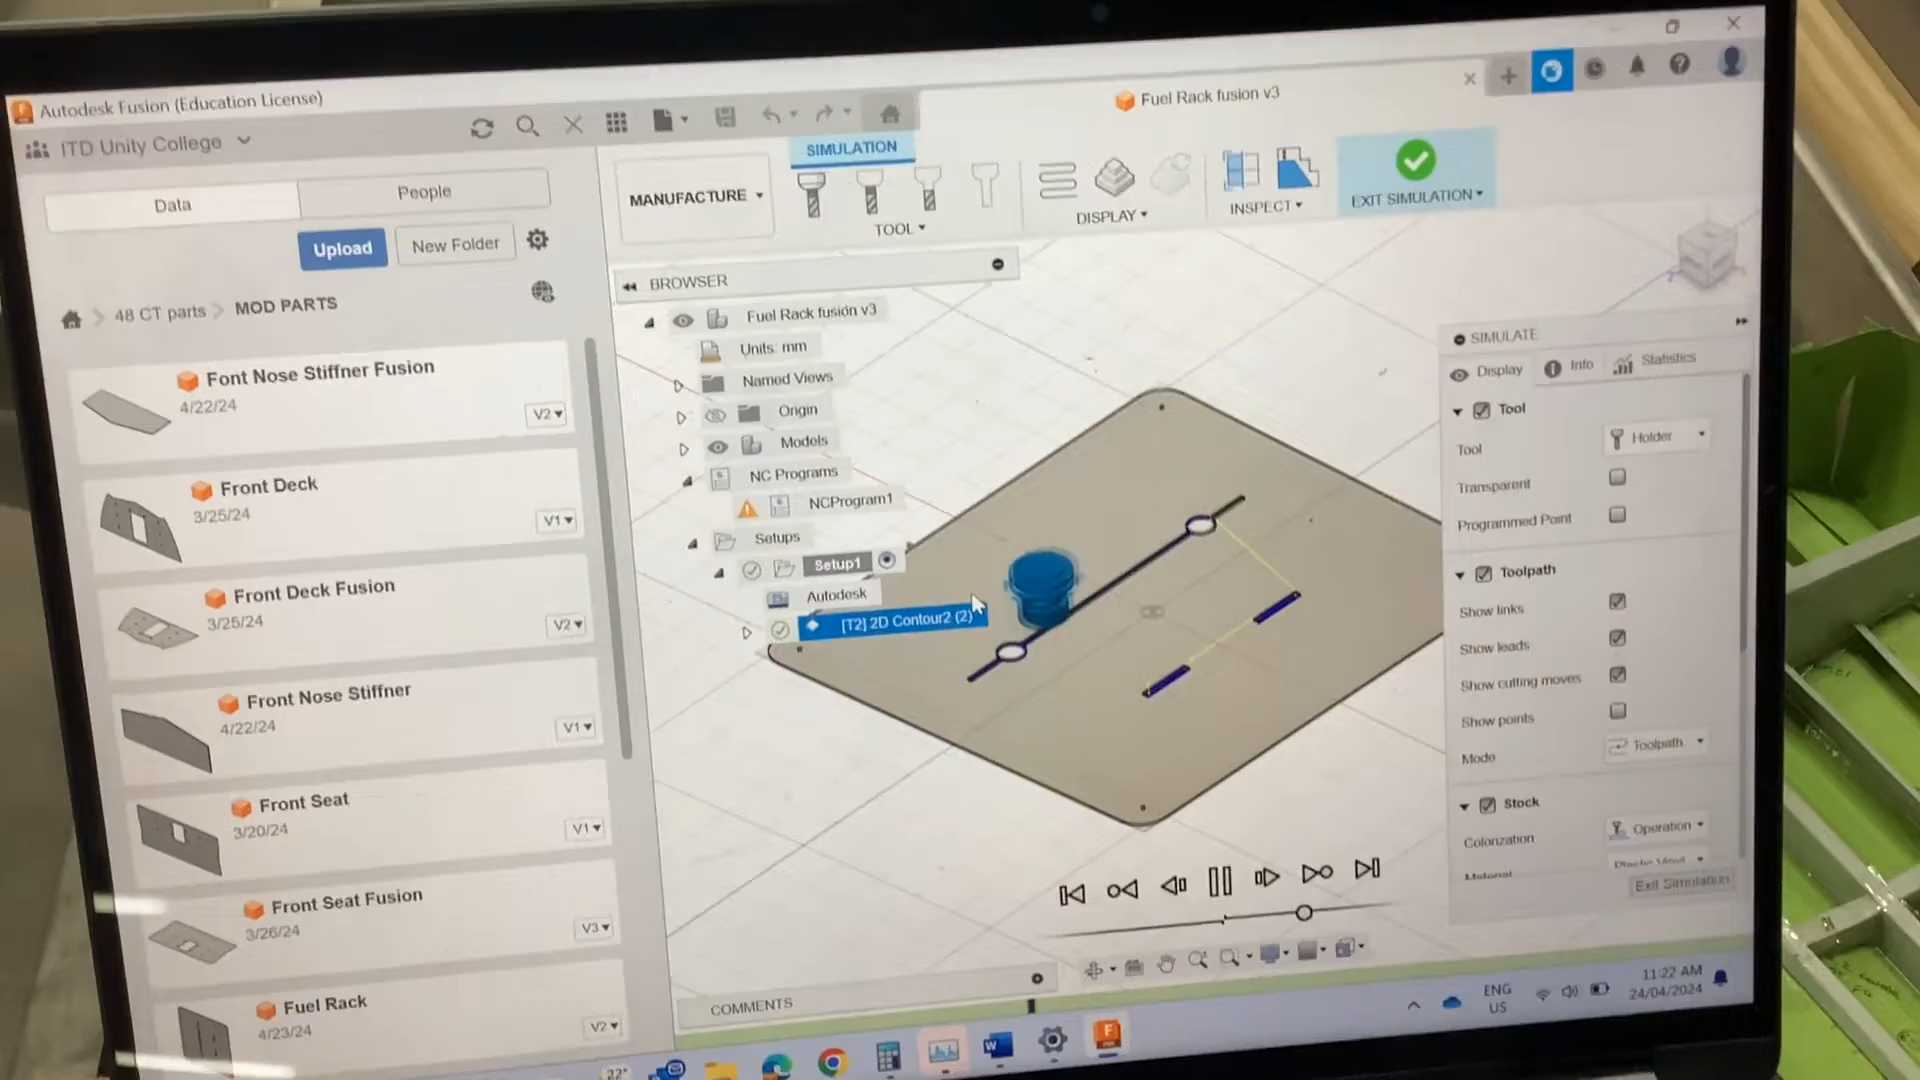 Autodesk Fusion (Education License)
ITD Unity College
Fuel Rack fusion v3
Data
People
Upload
New Folder
48 CT parts
MOD PARTS
Font Nose Stiffner Fusion
4/22/24
V2
Front Deck
3/25/24
V1
Front Deck Fusion
3/25/24
V2
Front Nose Stiffner
4/22/24
V1
Front Seat
3/20/24
V1
Front Seat Fusion
3/26/24
V3
Fuel Rack
4/23/24
V2
MANUFACTURE
SIMULATION
TOOL
DISPLAY
INSPECT
EXIT SIMULATION
BROWSER
Fuel Rack fusion v3
Units: mm
Named Views
Origin
Models
NC Programs
NCProgram1
Setups
Setup1
Autodesk
[T2] 2D Contour2 (2)
SIMULATE
Display
Info
Statistics
Tool
Tool
Holder
Transparent
Programmed Point
Toolpath
Show links
Show leads
Show cutting moves
Show points
Mode
Toolpath
Stock
Colorization
Operation
Material
Exit Simulation
COMMENTS
22°
ENG
US
11:22 AM
24/04/2024